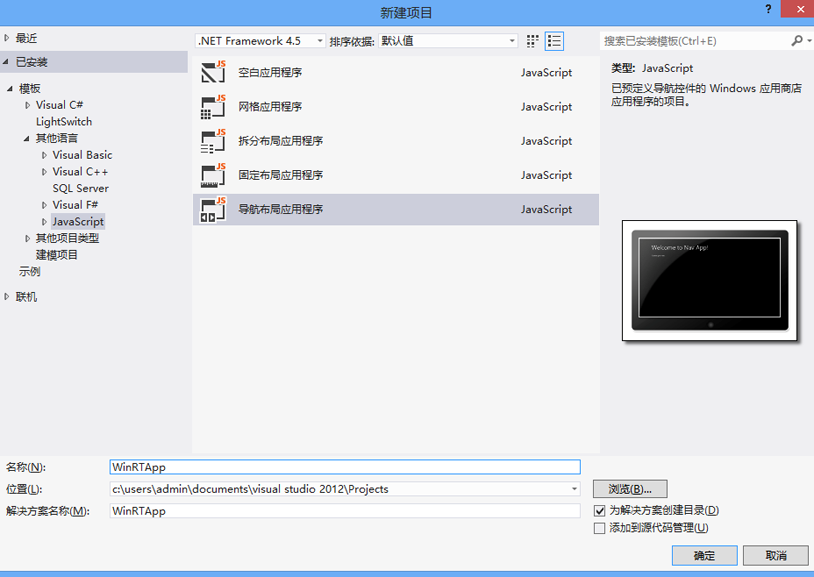 新建项目
?
最近
已安装
模板
Visual C#
LightSwitch
其他语言
Visual Basic
Visual C++
SQL Server
Visual F#
JavaScript
其他项目类型
建模项目
示例
联机
.NET Framework 4.5
排序依据: 默认值
JS 空白应用程序 JavaScript
JS 网格应用程序 JavaScript
JS 拆分布局应用程序 JavaScript
JS 固定布局应用程序 JavaScript
JS 导航布局应用程序 JavaScript
搜索已安装模板(Ctrl+E)
类型: JavaScript
已预定义导航控件的 Windows 应用商店
应用程序的项目。
Welcome to Nav App!
名称(N): WinRTApp
位置(L): c:\users\admin\documents\visual studio 2012\Projects 浏览(B)...
解决方案名称(M): WinRTApp
为解决方案创建目录(D)
添加到源代码管理(U)
确定 取消